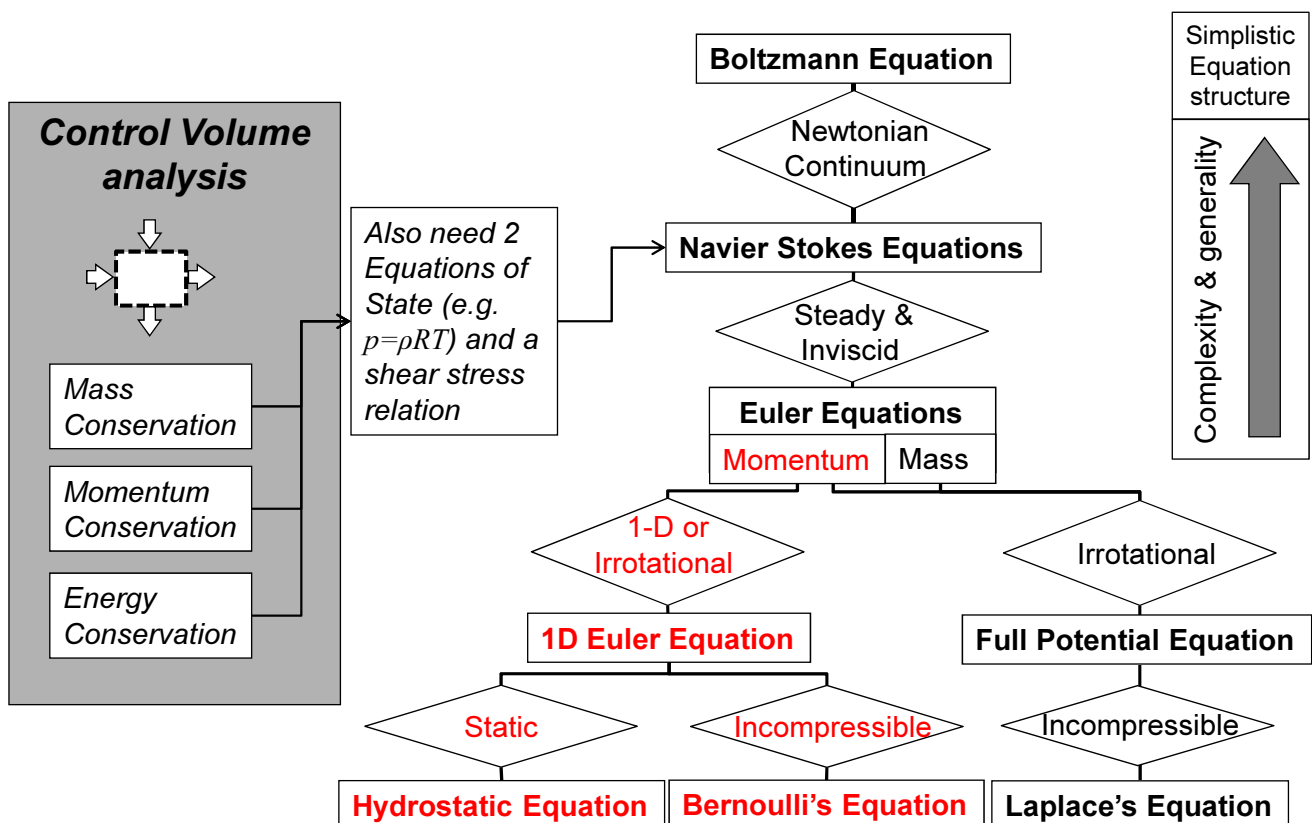 Control Volume
analysis
Mass
Conservation
Momentum
Conservation
Energy
Conservation
Also need 2
Equations of
State (e.g.
p=ρRT) and a
shear stress
relation
Boltzmann Equation
Newtonian
Continuum
Navier Stokes Equations
Steady &
Inviscid
Euler Equations
Momentum
Mass
1-D or
Irrotational
Irrotational
1D Euler Equation
Full Potential Equation
Static
Incompressible
Incompressible
Hydrostatic Equation
Bernoulli’s Equation
Laplace’s Equation
Simplistic
Equation
structure
Complexity & generality